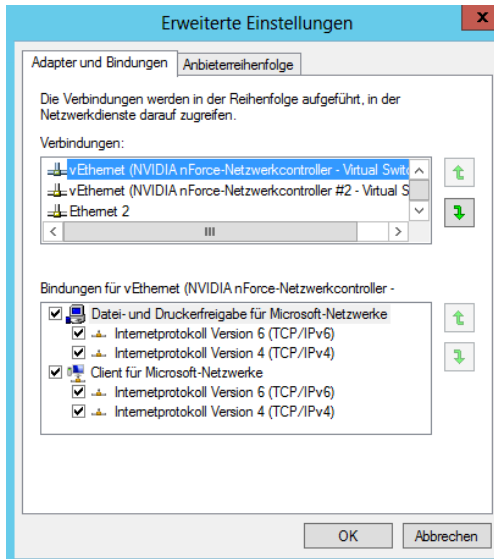 Erweiterte Einstellungen
x
Adapter und Bindungen
Anbieterreihenfolge
Die Verbindungen werden in der Reihenfolge aufgeführt, in der
Netzwerkdienste darauf zugreifen.
Verbindungen:
vEthernet (NVIDIA nForce-Netzwerkcontroller - Virtual Switc
vEthernet (NVIDIA nForce-Netzwerkcontroller #2 - Virtual S
Ethernet 2
Bindungen für vEthernet (NVIDIA nForce-Netzwerkcontroller -
Datei- und Druckerfreigabe für Microsoft-Netzwerke
Internetprotokoll Version 6 (TCP/IPv6)
Internetprotokoll Version 4 (TCP/IPv4)
Client für Microsoft-Netzwerke
Internetprotokoll Version 6 (TCP/IPv6)
Internetprotokoll Version 4 (TCP/IPv4)
OK
Abbrechen